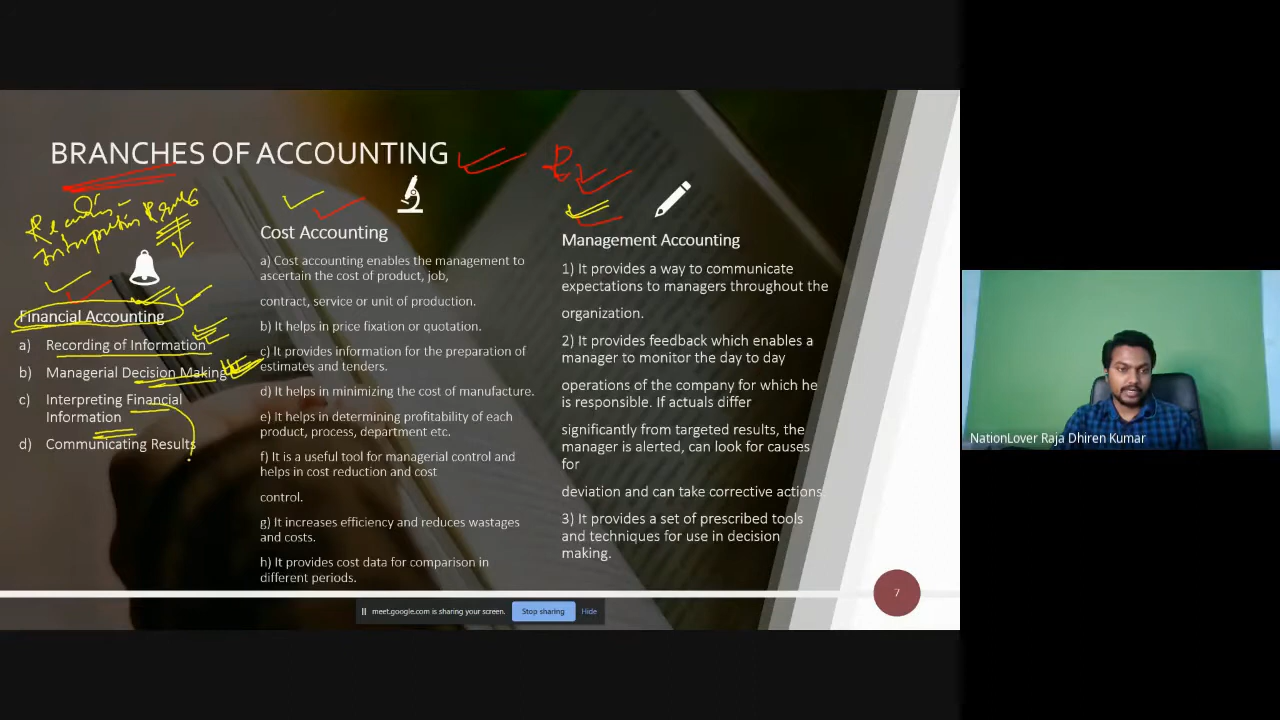 BRANCHES OF ACCOUNTING
Financial Accounting
a) Recording of Information
b) Managerial Decision Making
c) Interpreting Financial
Information
d) Communicating Results
Cost Accounting
a) Cost accounting enables the management to
ascertain the cost of product, job,
contract, service or unit of production.
b) It helps in price fixation or quotation.
c) It provides information for the preparation of
estimates and tenders.
d) It helps in minimizing the cost of manufacture.
e) It helps in determining profitability of each
product, process, department etc.
f) It is a useful tool for managerial control and
helps in cost reduction and cost
control.
g) It increases efficiency and reduces wastages
and costs.
h) It provides cost data for comparison in
different periods.
Management Accounting
1) It provides a way to communicate
expectations to managers throughout the
organization.
2) It provides feedback which enables a
manager to monitor the day to day
operations of the company for which he
is responsible. If actuals differ
significantly from targeted results, the
manager is alerted, can look for causes
for
deviation and can take corrective actions.
3) It provides a set of prescribed tools
and techniques for use in decision
making.
7
meet.google.com is sharing your screen.
Stop sharing
Hide
NationLover Raja Dhiren Kumar